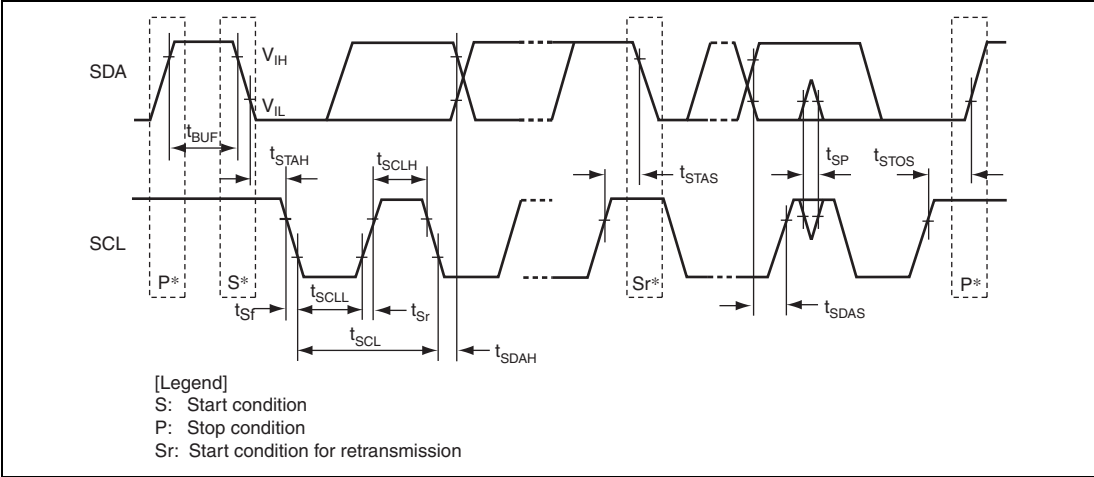 SDA
V_IH
V_IL
t_BUF
t_STAH
t_SCLH
t_STAS
t_SP
t_STOS
SCL
P*
S*
Sr*
P*
t_Sf
t_SCLL
t_Sr
t_SDAS
t_SCL
t_SDAH
[Legend]
S: Start condition
P: Stop condition
Sr: Start condition for retransmission